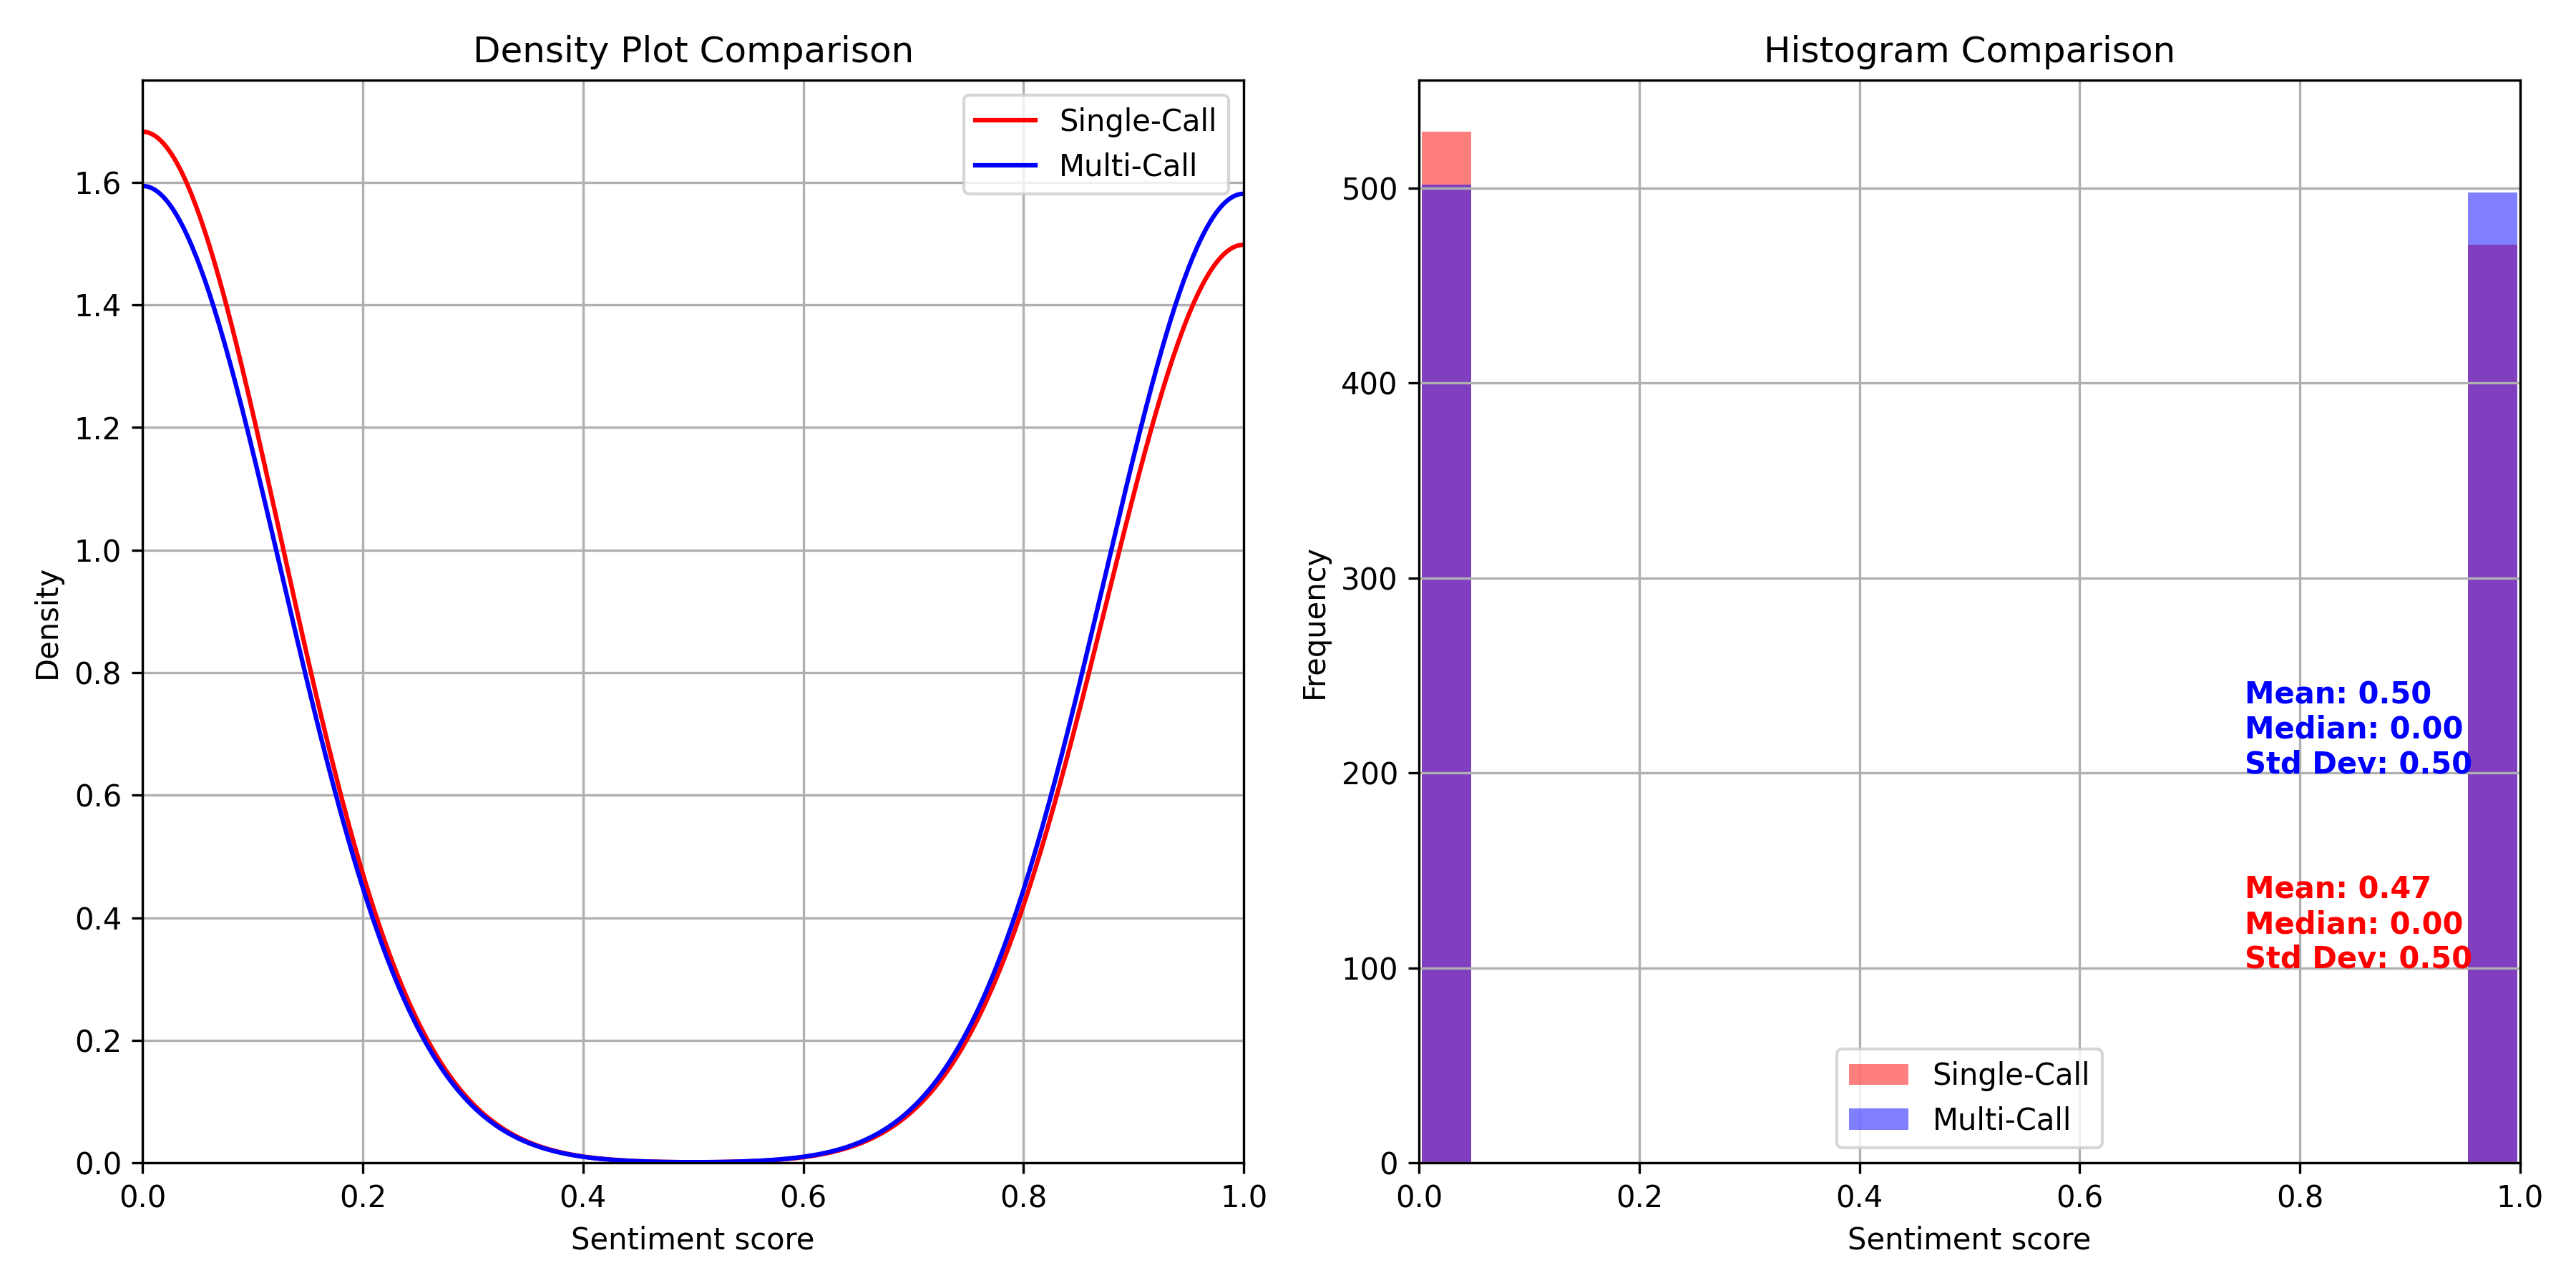 Density Plot Comparison
Single-Call
Multi-Call
1.6
1.4
1.2
1.0
0.8
0.6
0.4
0.2
0.0
Density
0.0 0.2 0.4 0.6 0.8 1.0
Sentiment score
Histogram Comparison
500
400
300
200
100
0
Frequency
Mean: 0.50
Median: 0.00
Std Dev: 0.50
Mean: 0.47
Median: 0.00
Std Dev: 0.50
Single-Call
Multi-Call
0.0 0.2 0.4 0.6 0.8 1.0
Sentiment score